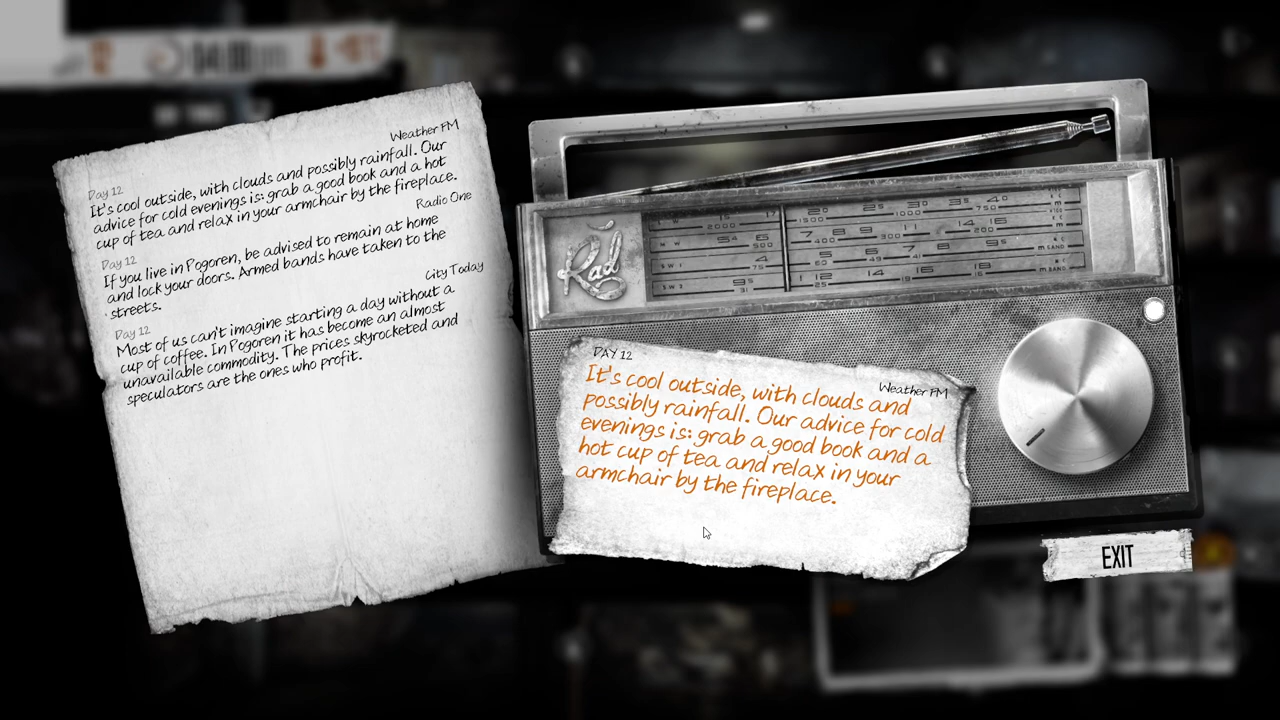 Weather FM
Day 12
It's cool outside, with clouds and possibly rainfall. Our
advice for cold evenings is: grab a good book and a hot
cup of tea and relax in your armchair by the fireplace.
Radio One
Day 12
If you live in Pogoren, be advised to remain at home
and lock your doors. Armed bands have taken to the
streets.
City Today
Day 12
Most of us can't imagine starting a day without a
cup of coffee. In Pogoren it has become an almost
unavailable commodity. The prices skyrocketed and
speculators are the ones who profit.
Rad
DAY 12
Weather FM
It's cool outside, with clouds and
possibly rainfall. Our advice for cold
evenings is: grab a good book and a
hot cup of tea and relax in your
armchair by the fireplace.
EXIT